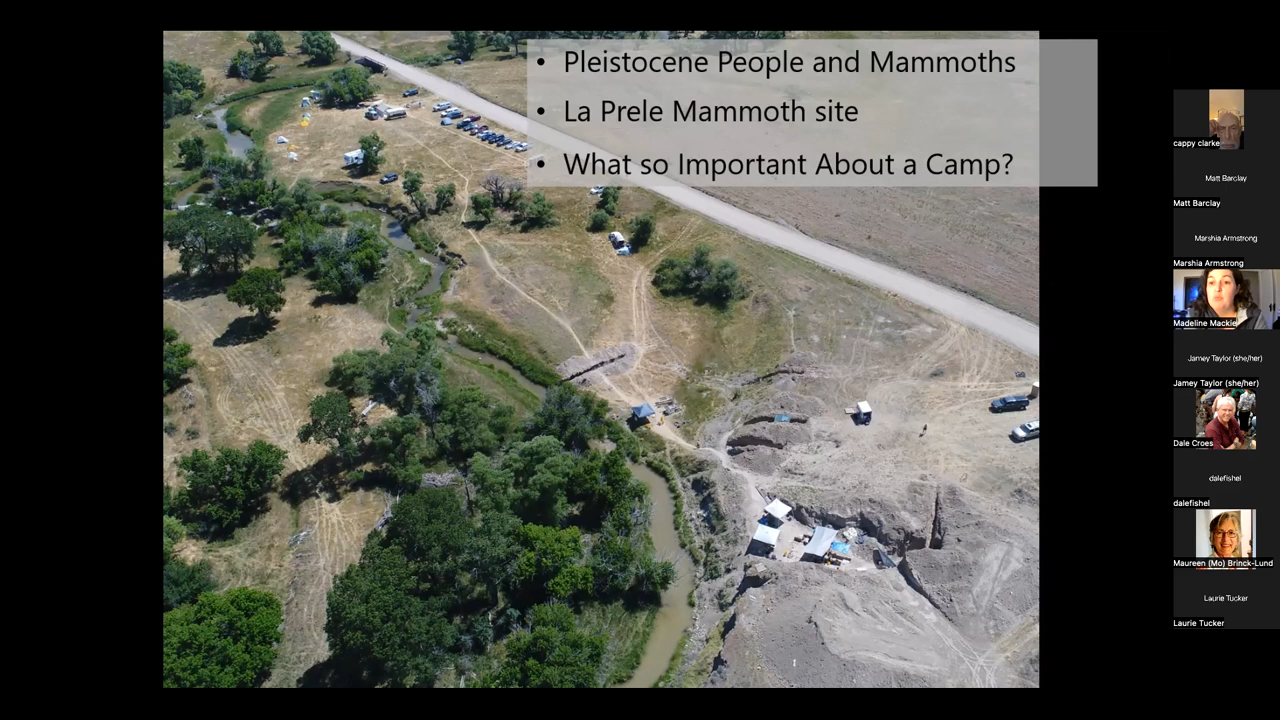 • Pleistocene People and Mammoths
• La Prele Mammoth site
• What so Important About a Camp?
cappy clarke
Matt Barclay
Matt Barclay
Marshia Armstrong
Marshia Armstrong
Madeline Mackie
Jamey Taylor (she/her)
Jamey Taylor (she/her)
Dale Croes
dalefishel
dalefishel
Maureen (Mo) Brinck-Lund
Laurie Tucker
Laurie Tucker